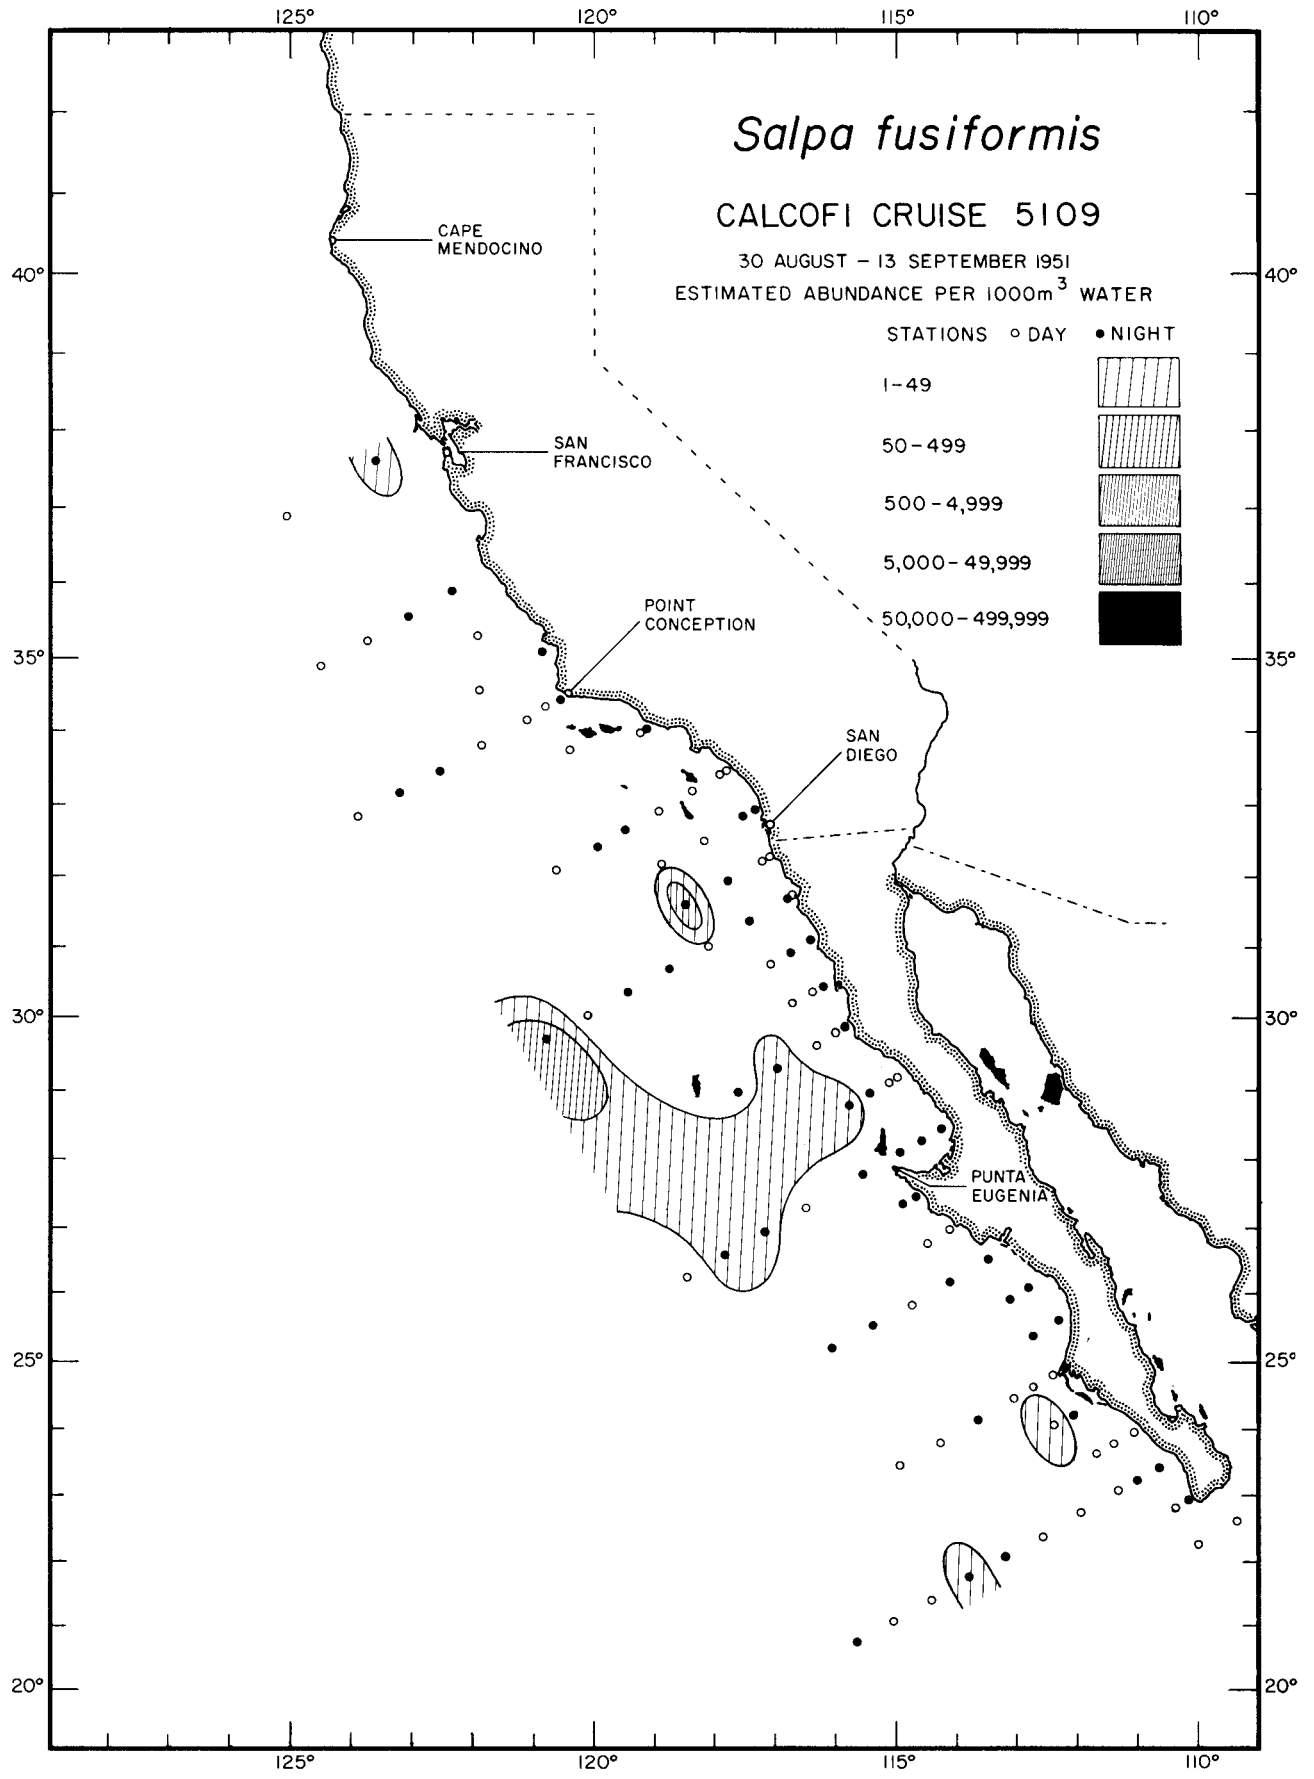 125° 120° 115° 110°
Salpa fusiformis
CALCOFI CRUISE 5109
30 AUGUST – 13 SEPTEMBER 1951
ESTIMATED ABUNDANCE PER 1000m³ WATER
STATIONS ○ DAY ● NIGHT
1–49
50–499
500–4,999
5,000–49,999
50,000–499,999
CAPE
MENDOCINO
40° 40°
SAN
FRANCISCO
POINT
CONCEPTION
35° 35°
SAN
DIEGO
30° 30°
PUNTA
EUGENIA
25° 25°
20° 20°
125° 120° 115° 110°